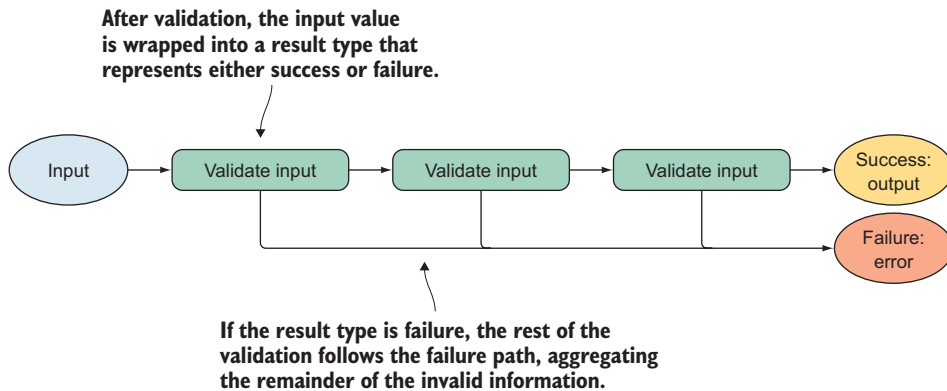 After validation, the input value
is wrapped into a result type that
represents either success or failure.
Input
Validate input
Validate input
Validate input
Success:
output
Failure:
error
If the result type is failure, the rest of the
validation follows the failure path, aggregating
the remainder of the invalid information.